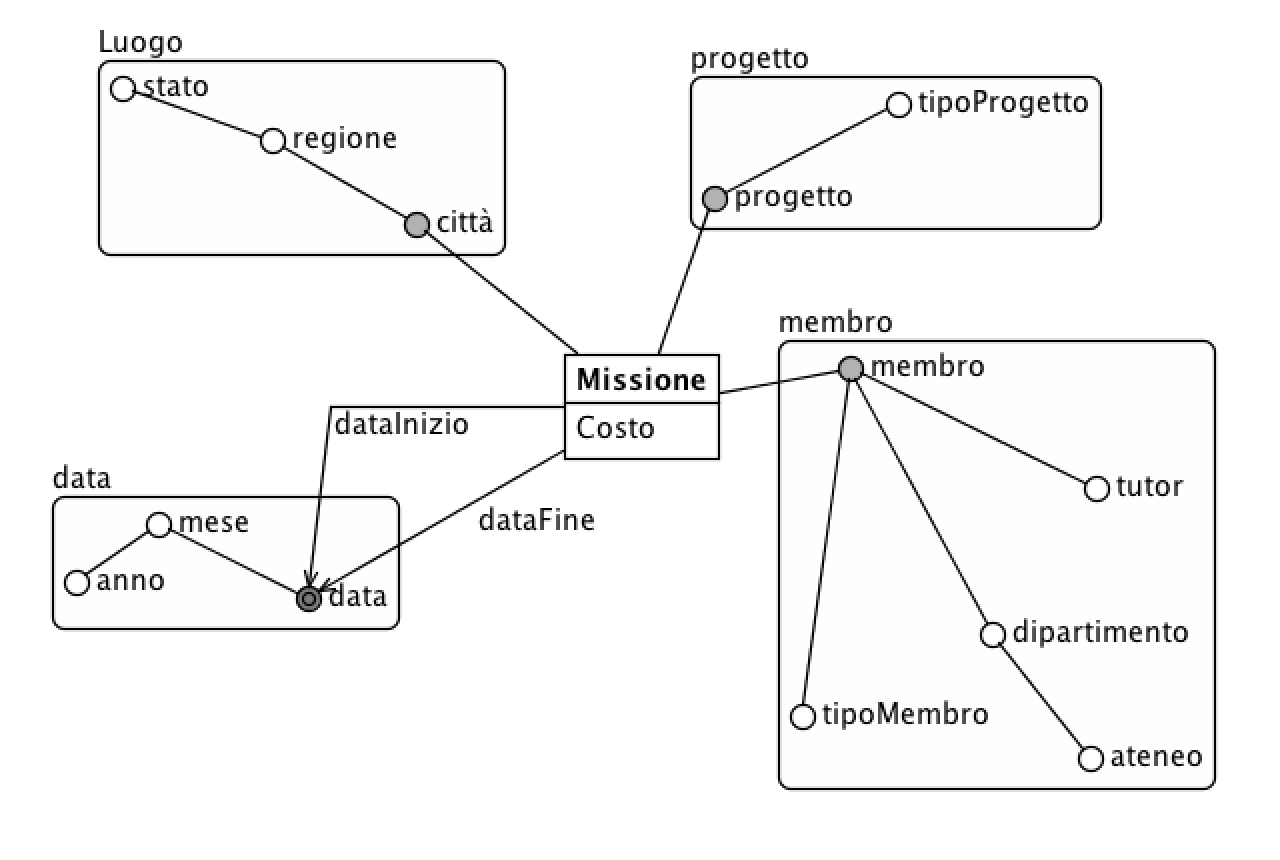 Luogo
stato
regione
città
progetto
tipoProgetto
progetto
Missione
Costo
membro
membro
tutor
dipartimento
tipoMembro
ateneo
dataInizio
dataFine
data
mese
anno
data